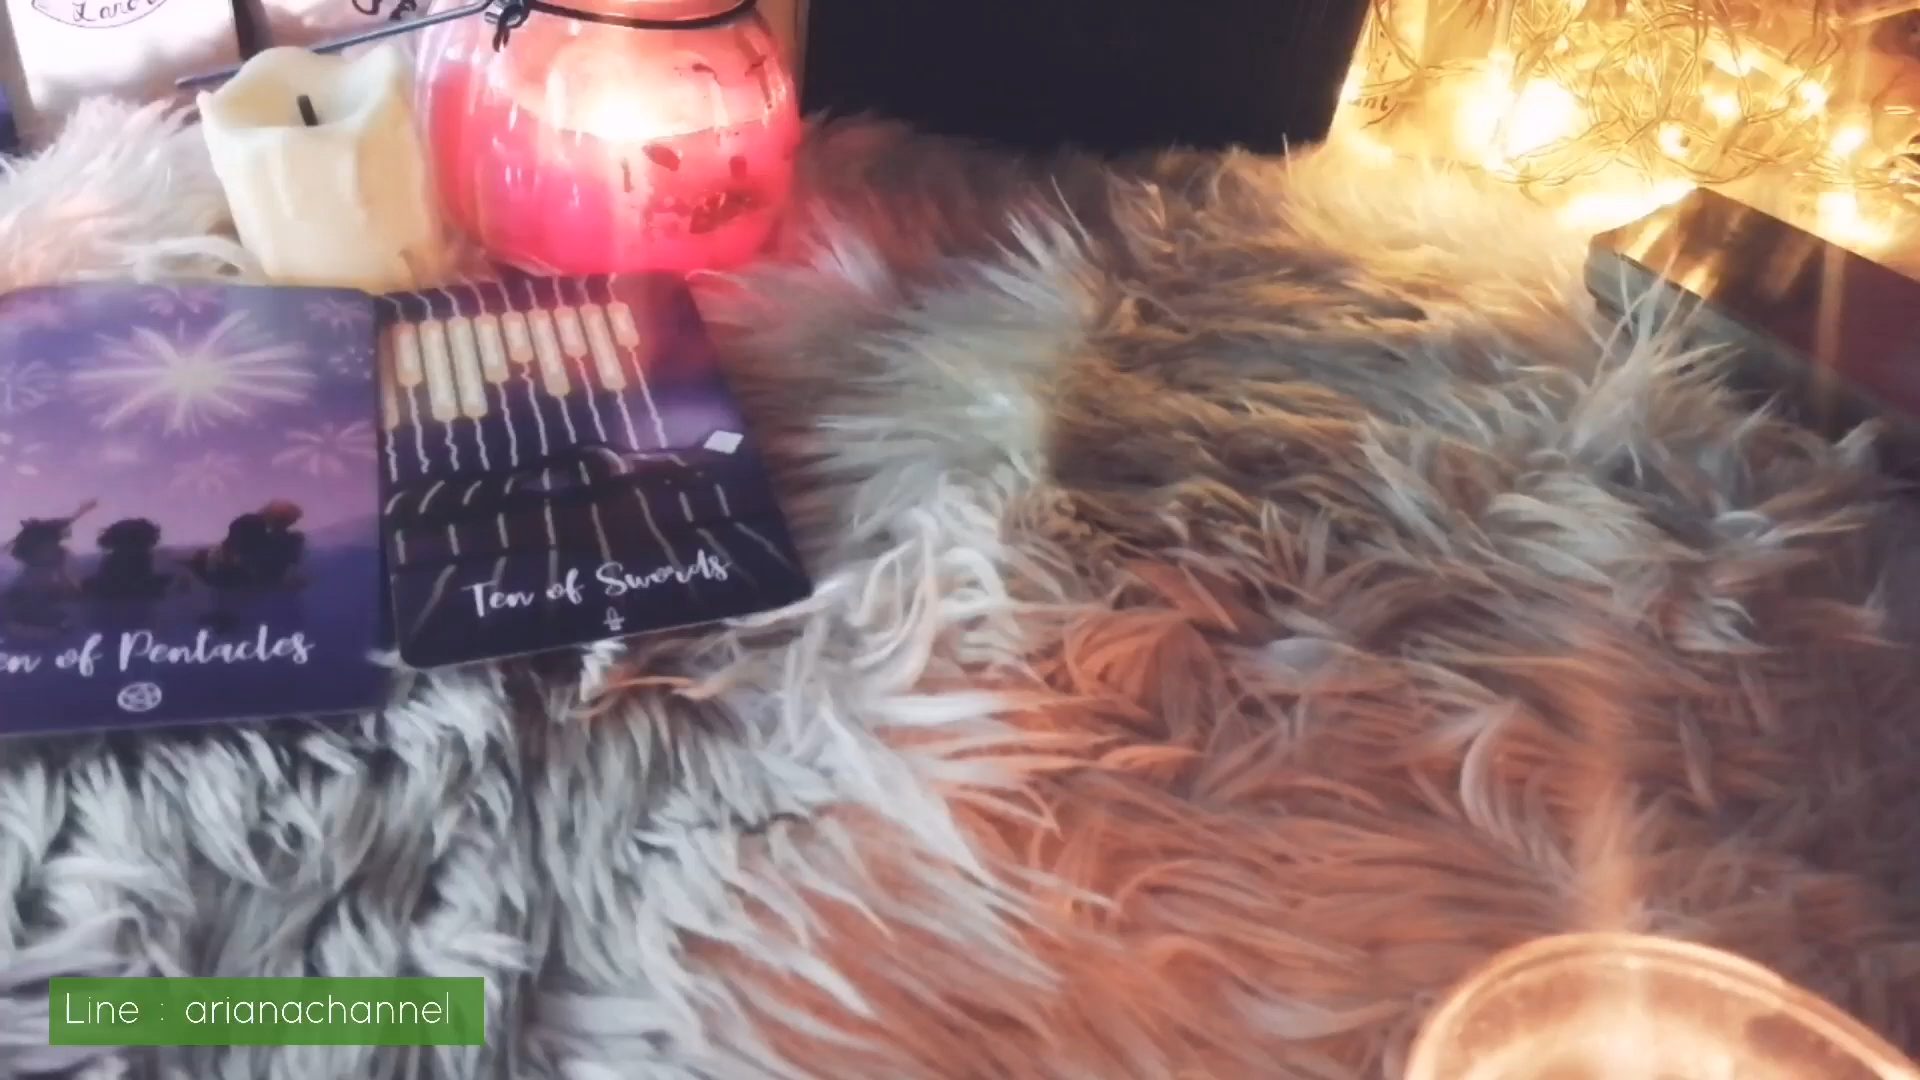 en of Pentacles
Ten of Swords
Line : arianachannel